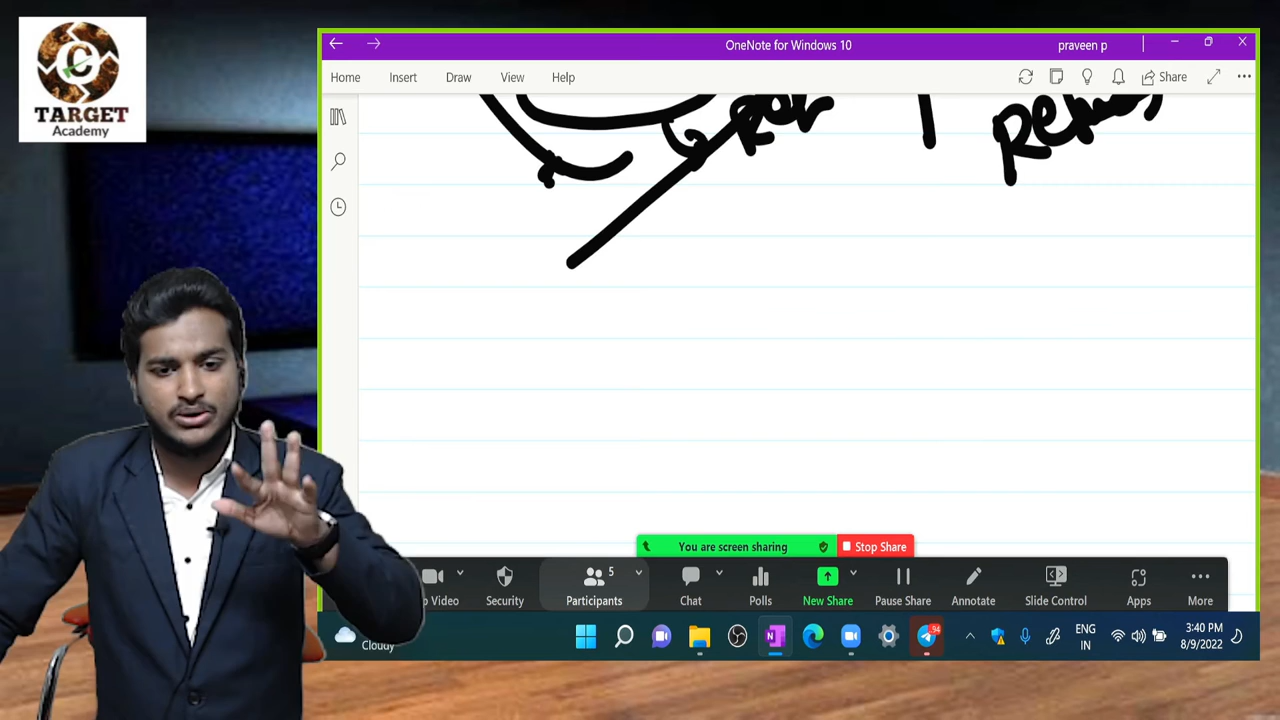 TARGET
Academy
OneNote for Windows 10
praveen p
Home Insert Draw View Help
Share
You are screen sharing
Stop Share
5
Video Security Participants Chat Polls New Share Pause Share Annotate Slide Control Apps More
Cloudy
94
ENG
IN
3:40 PM
8/9/2022